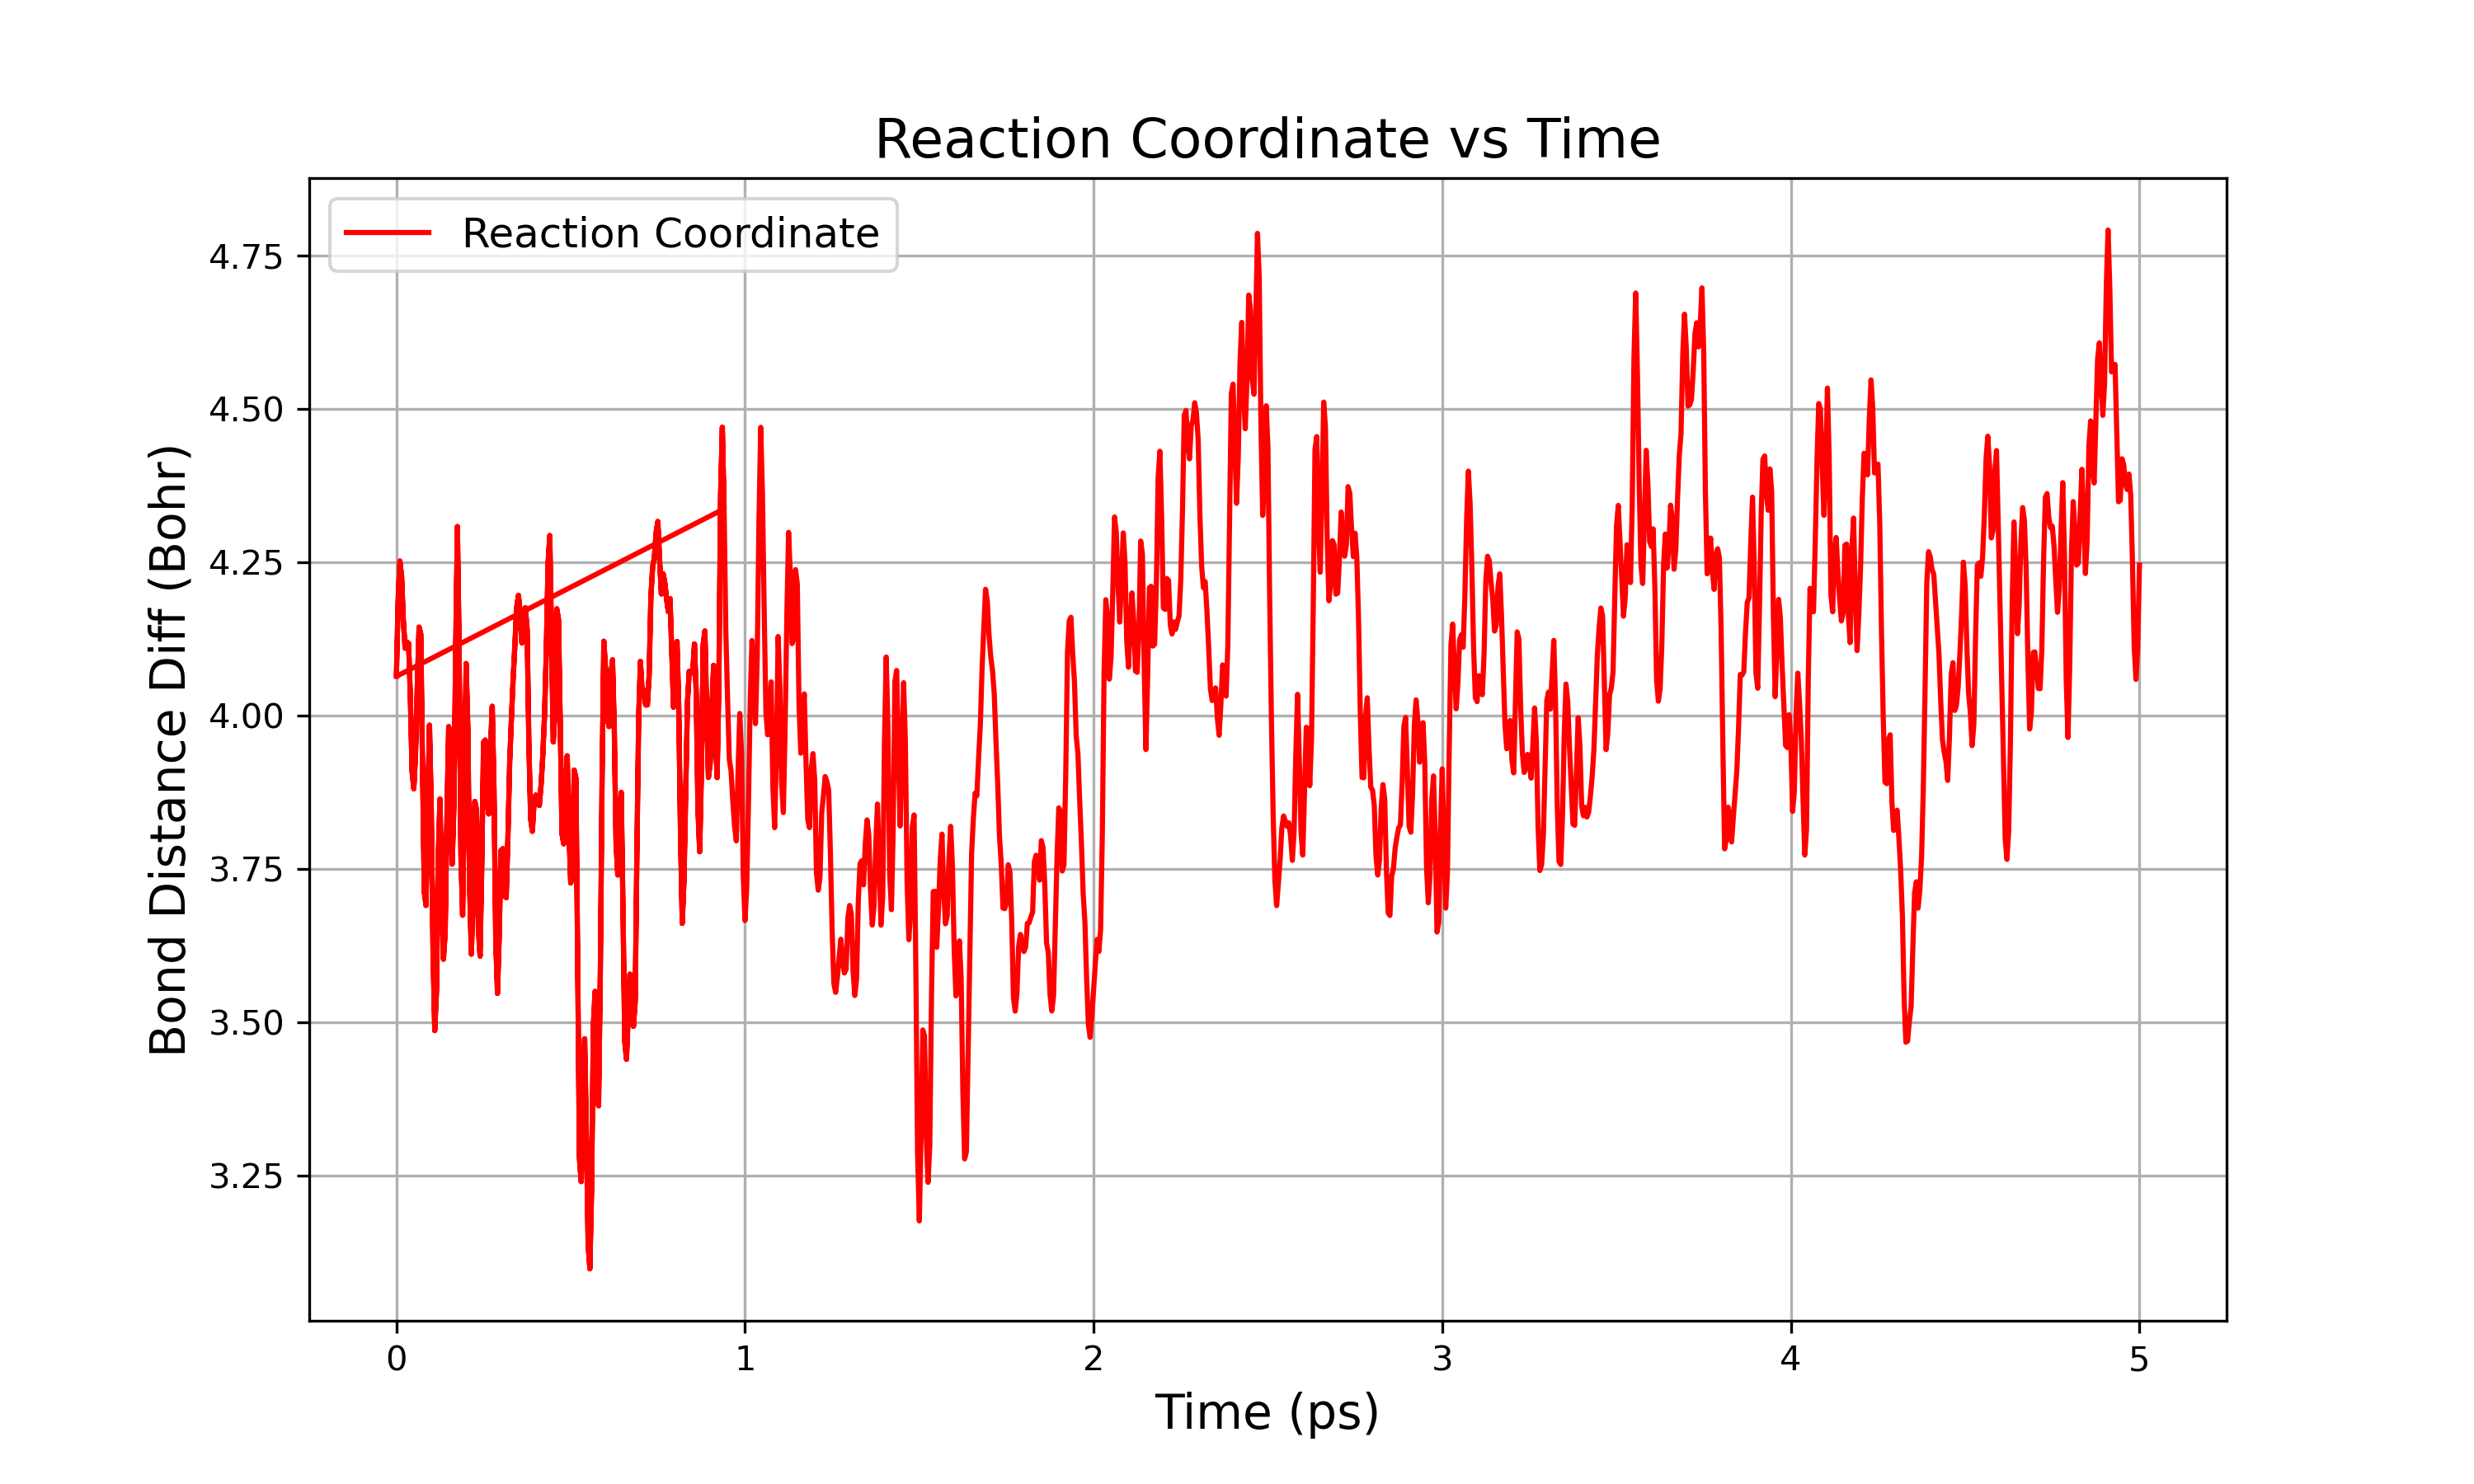 Reaction Coordinate vs Time
Reaction Coordinate
4.75
4.50
4.25
4.00
3.75
3.50
3.25
Bond Distance Diff (Bohr)
0 1 2 3 4 5
Time (ps)